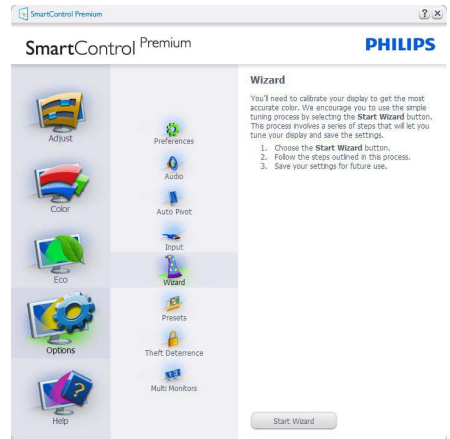 SmartControl Premium
? X
SmartControl Premium
PHILIPS
Adjust
Color
Eco
Options
Help
Preferences
Audio
Auto Pivot
Input
Wizard
Presets
Theft Deterrence
Multi Monitors
Wizard
You'll need to calibrate your display to get the most
accurate color. We encourage you to use the simple
tuning process by selecting the Start Wizard button.
This process involves a series of steps that will let you
tune your display and save the settings.
1. Choose the Start Wizard button.
2. Follow the steps outlined in this process.
3. Save your settings for future use.
Start Wizard